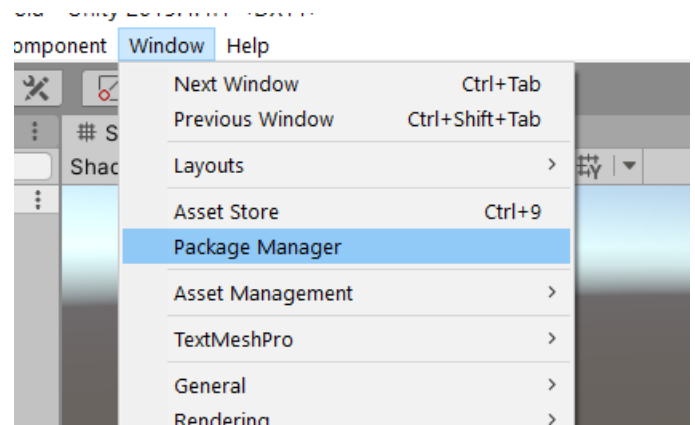 omponent Window Help
Next Window Ctrl+Tab
Previous Window Ctrl+Shift+Tab
# S
Shac
Layouts
Asset Store Ctrl+9
Package Manager
Asset Management
TextMeshPro
General
Rendering